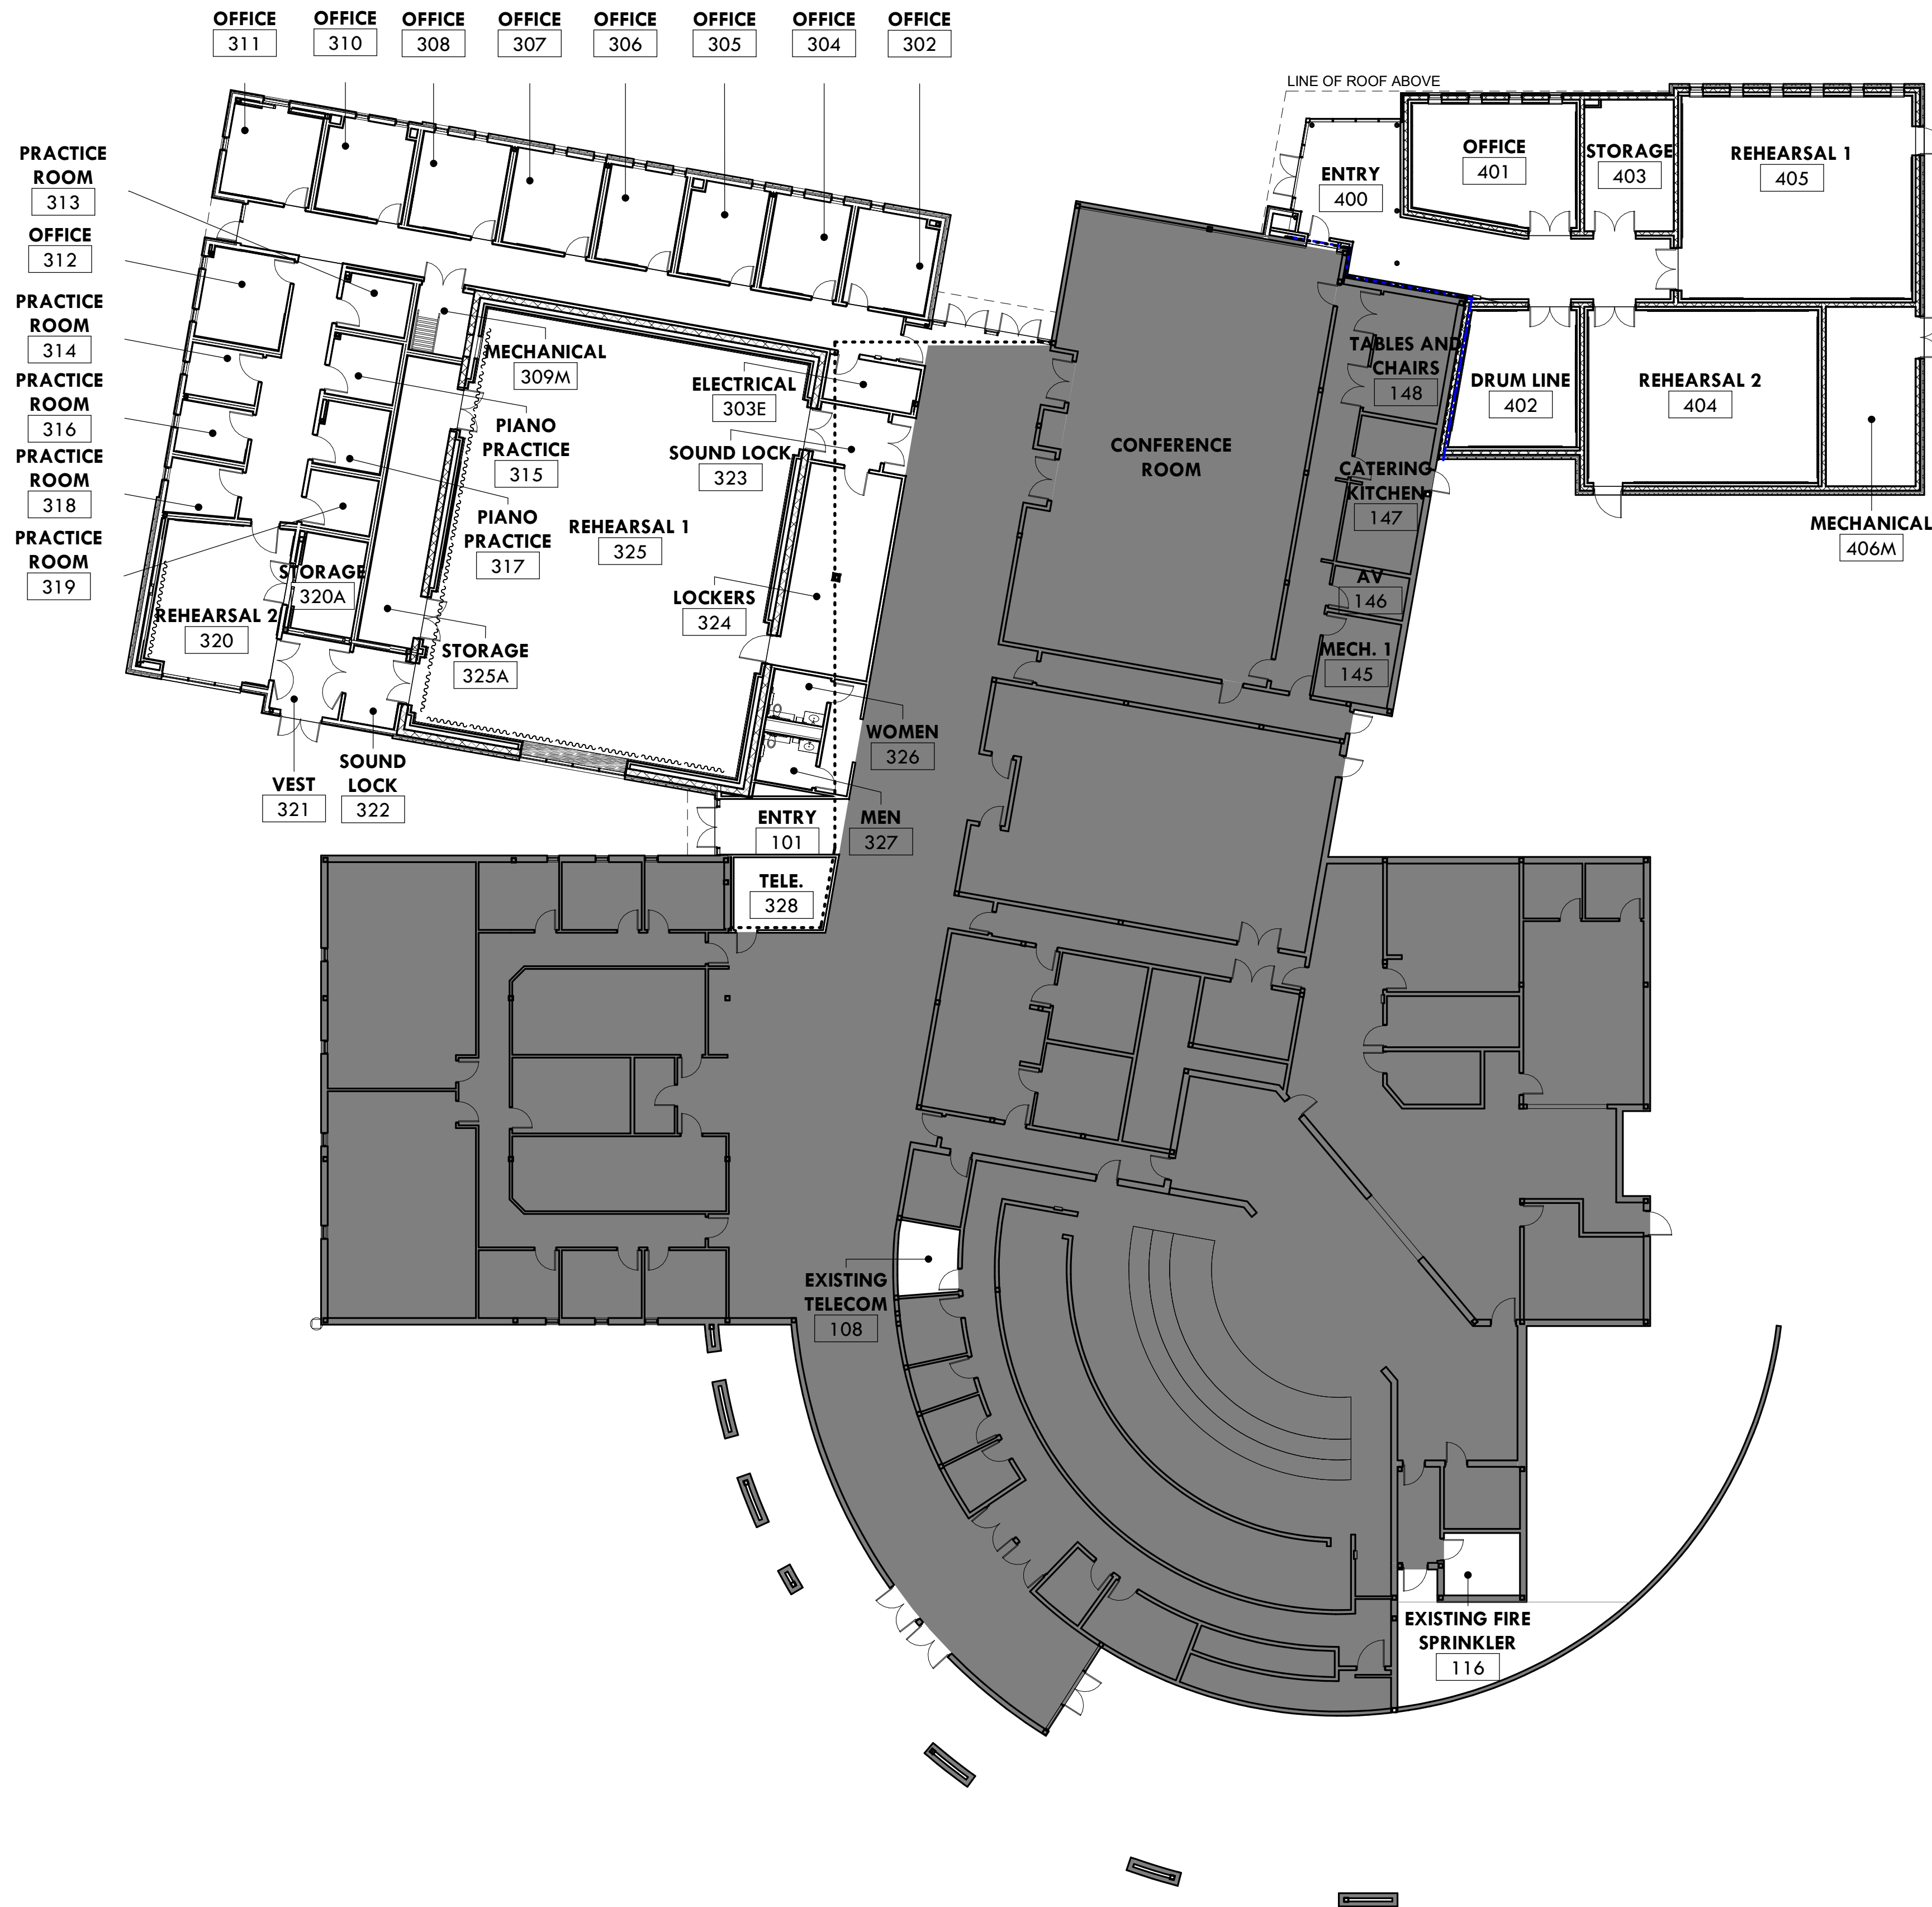 OFFICE
311
OFFICE
310
OFFICE
308
OFFICE
307
OFFICE
306
OFFICE
305
OFFICE
304
OFFICE
302
LINE OF ROOF ABOVE
PRACTICE
ROOM
313
OFFICE
312
PRACTICE
ROOM
314
PRACTICE
ROOM
316
PRACTICE
ROOM
318
PRACTICE
ROOM
319
ENTRY
400
OFFICE
401
STORAGE
403
REHEARSAL 1
405
MECHANICAL
309M
ELECTRICAL
303E
PIANO
PRACTICE
315
SOUND LOCK
323
PIANO
PRACTICE
317
REHEARSAL 1
325
STORAGE
320A
REHEARSAL 2
320
LOCKERS
324
STORAGE
325A
CONFERENCE
ROOM
TABLES AND
CHAIRS
148
DRUM LINE
402
REHEARSAL 2
404
CATERING
KITCHEN
147
MECHANICAL
406M
AV
146
MECH. 1
145
WOMEN
326
VEST
321
SOUND
LOCK
322
ENTRY
101
MEN
327
TELE.
328
EXISTING
TELECOM
108
EXISTING FIRE
SPRINKLER
116